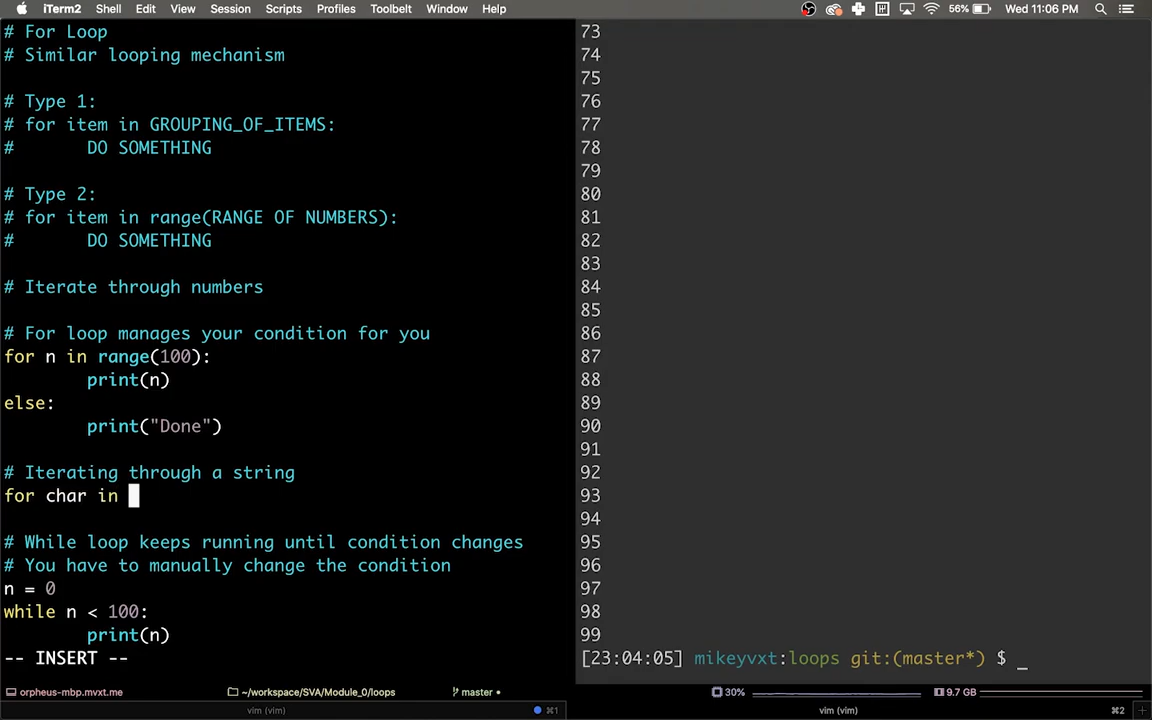 iTerm2 Shell Edit View Session Scripts Profiles Toolbelt Window Help 56% Wed 11:06 PM
# For Loop
# Similar looping mechanism
# Type 1:
# for item in GROUPING_OF_ITEMS:
# DO SOMETHING
# Type 2:
# for item in range(RANGE OF NUMBERS):
# DO SOMETHING
# Iterate through numbers
# For loop manages your condition for you
for n in range(100):
print(n)
else:
print("Done")
# Iterating through a string
for char in
# While loop keeps running until condition changes
# You have to manually change the condition
n = 0
while n < 100:
print(n)
-- INSERT --
orpheus-mbp.mvxt.me ~/workspace/SVA/Module_0/loops master
vim (vim) ⌘1
73
74
75
76
77
78
79
80
81
82
83
84
85
86
87
88
89
90
91
92
93
94
95
96
97
98
99
[23:04:05] mikeyvxt:loops git:(master*) $ _
30% 9.7 GB
vim (vim) ⌘2